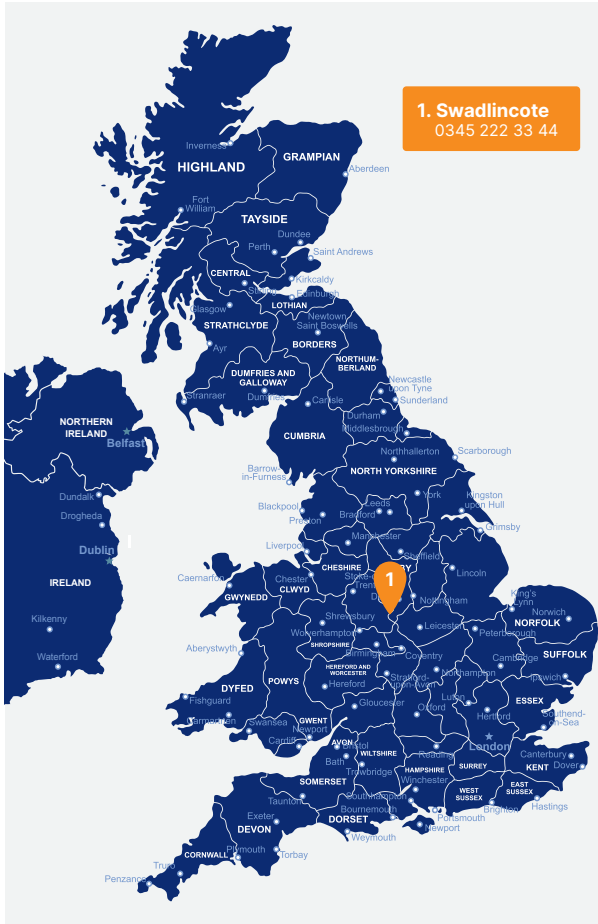 1. Swadlincote
0345 222 33 44
Inverness
HIGHLAND
GRAMPIAN
Aberdeen
Fort
William
TAYSIDE
Dundee
Perth
Saint Andrews
CENTRAL
Kirkcaldy
Glasgow
LOTHIAN
Edinburgh
STRATHCLYDE
Newtown
Saint Boswells
BORDERS
Ayr
NORTHUM-
BERLAND
DUMFRIES AND
GALLOWAY
Newcastle
upon Tyne
Stranraer
Dumfries
Carlisle
Sunderland
Durham
NORTHERN
IRELAND
Belfast
CUMBRIA
Middlesbrough
Northhallerton
Scarborough
Barrow-
in-Furness
NORTH YORKSHIRE
Dundalk
York
Kingston
upon Hull
Blackpool
Leeds
Drogheda
Preston
Bradford
Grimsby
Dublin
Liverpool
Manchester
Sheffield
IRELAND
Caernarfon
Chester
CHESHIRE
1
Lincoln
GWYNEDD
CLWYD
Nottingham
King's
Lynn
Kilkenny
Shrewsbury
Norwich
NORFOLK
Wolverhampton
Leicester
Peterborough
Waterford
Aberystwyth
SHROPSHIRE
Birmingham
Coventry
SUFFOLK
Cambridge
HEREFORD AND
WORCESTER
Northampton
Ipswich
POWYS
Stratford-
upon-Avon
DYFED
Hereford
Fishguard
Luton
ESSEX
Gloucester
Oxford
Hertford
Southend-
on-Sea
Carmarthen
Swansea
GWENT
Newport
Cardiff
AVON
Bristol
London
WILTSHIRE
Reading
Canterbury
Bath
Dover
Trowbridge
HAMPSHIRE
SURREY
KENT
SOMERSET
Winchester
EAST
SUSSEX
WEST
SUSSEX
Taunton
Southampton
Bournemouth
Brighton
Hastings
Exeter
DORSET
Portsmouth
DEVON
Newport
Weymouth
CORNWALL
Plymouth
Torbay
Truro
Penzance